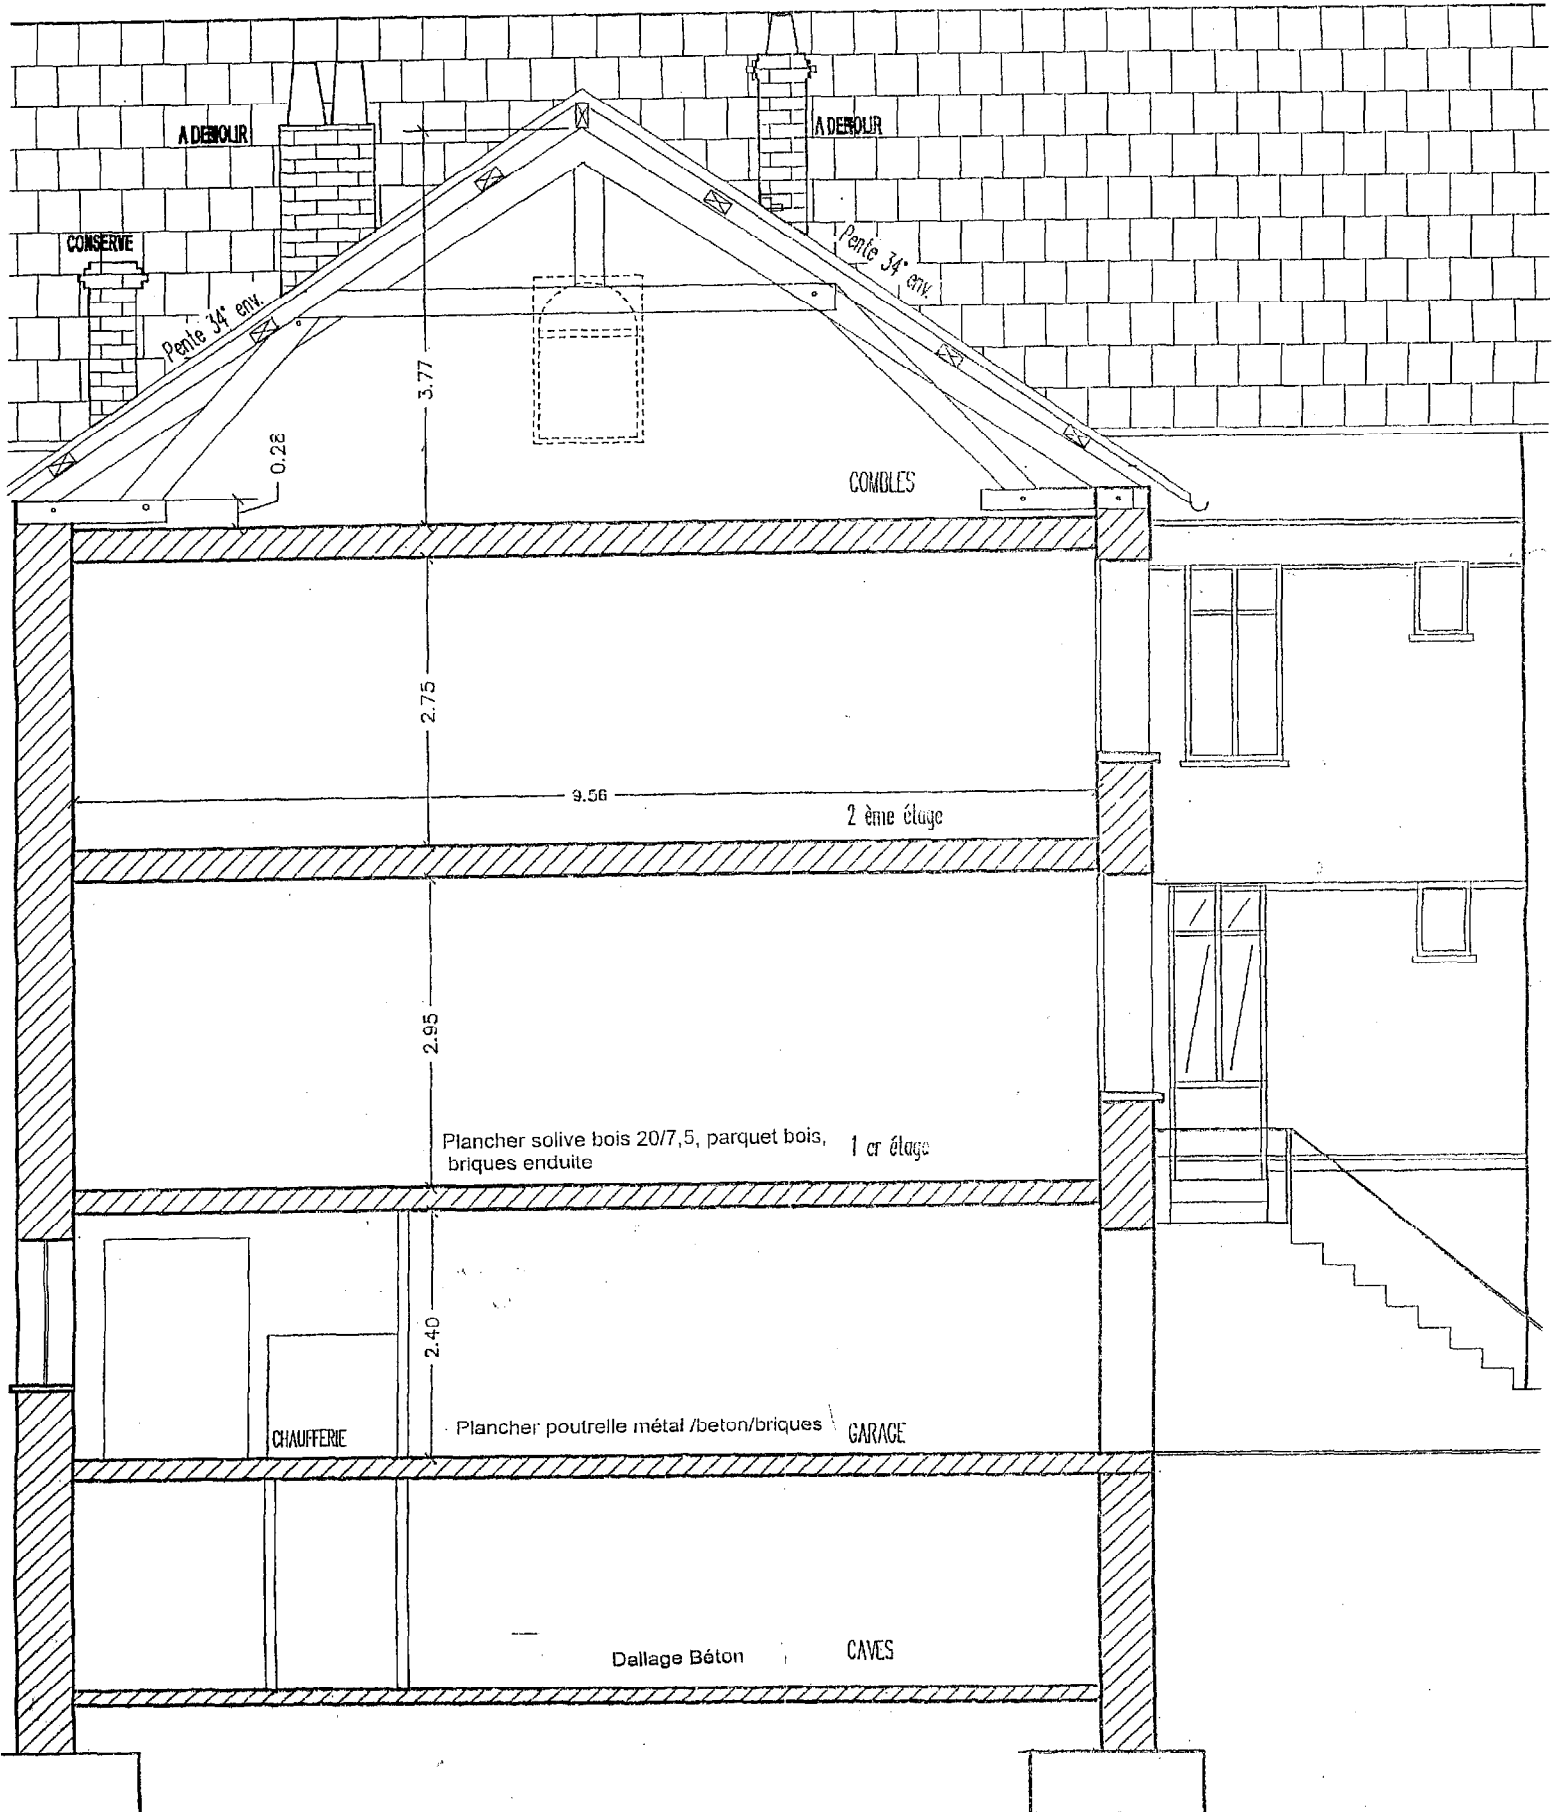 A DEMOLIR
A DEMOLIR
CONSERVE
Pente 34° env.
Pente 34° env.
3.77
0.28
COMBLES
2.75
9.56
2 ème étage
2.95
Plancher solive bois 20/7,5, parquet bois,
briques enduite
1 er étage
2.40
CHAUFFERIE
Plancher poutrelle métal /beton/briques
GARAGE
Dallage Béton
CAVES